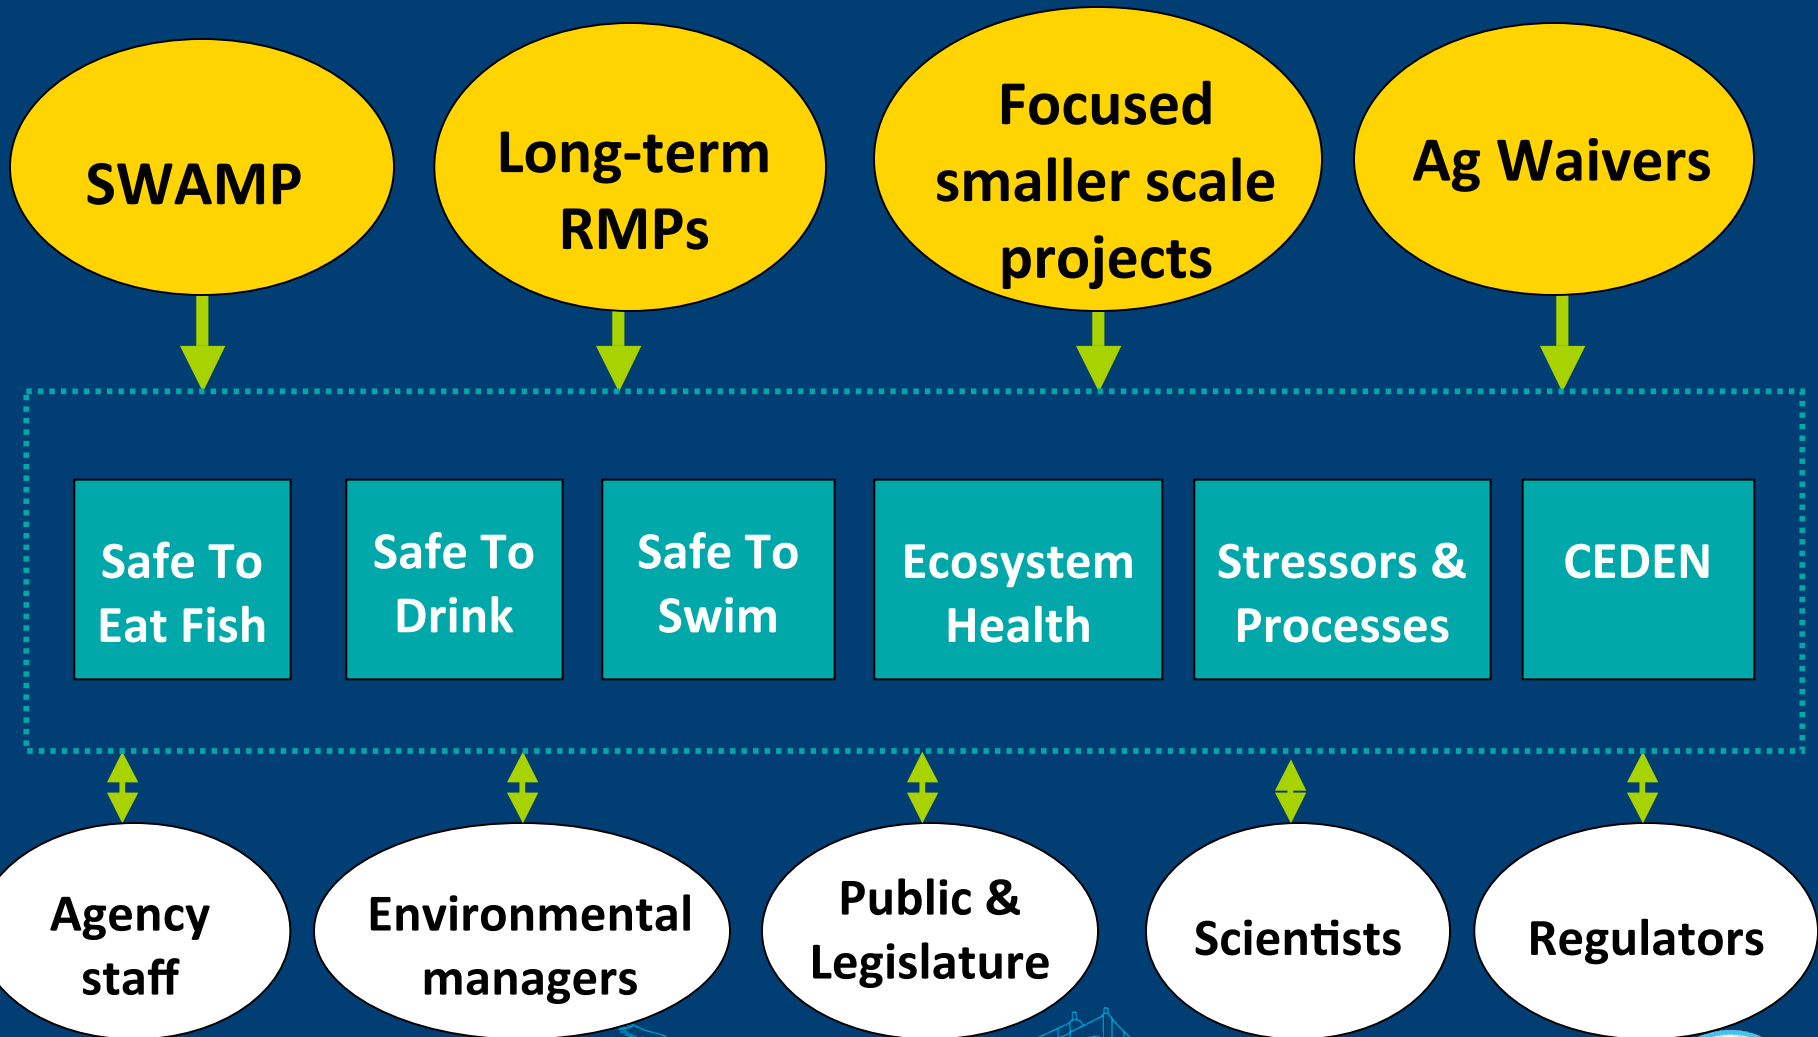 SWAMP
Long-term
RMPs
Focused
smaller scale
projects
Ag Waivers
Safe To
Eat Fish
Safe To
Drink
Safe To
Swim
Ecosystem
Health
Stressors &
Processes
CEDEN
Agency
staff
Environmental
managers
Public &
Legislature
Scientists
Regulators